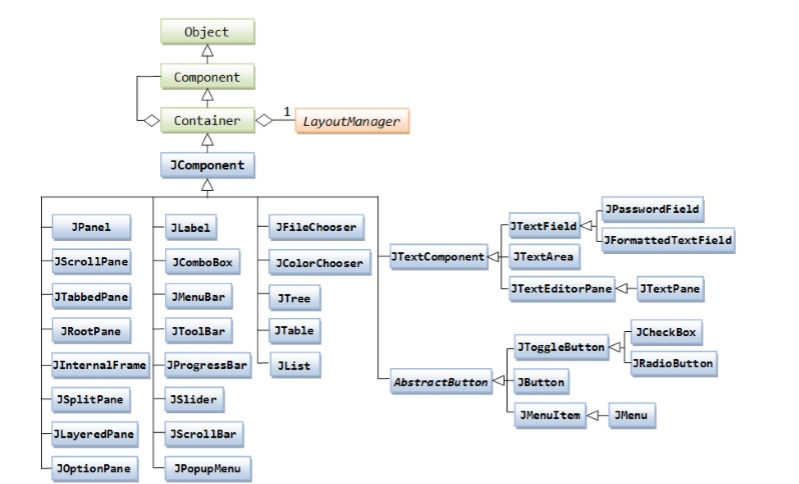 Object
Component
Container
1
LayoutManager
JComponent
JPanel
JScrollPane
JTabbedPane
JRootPane
JInternalFrame
JSplitPane
JLayeredPane
JOptionPane
JLabel
JComboBox
JMenuBar
JToolBar
JProgressBar
JSlider
JScrollBar
JPopupMenu
JFileChooser
JColorChooser
JTree
JTable
JList
JTextComponent
JTextField
JPasswordField
JFormattedTextField
JTextArea
JTextEditorPane
JTextPane
AbstractButton
JToggleButton
JCheckBox
JRadioButton
JButton
JMenuItem
JMenu